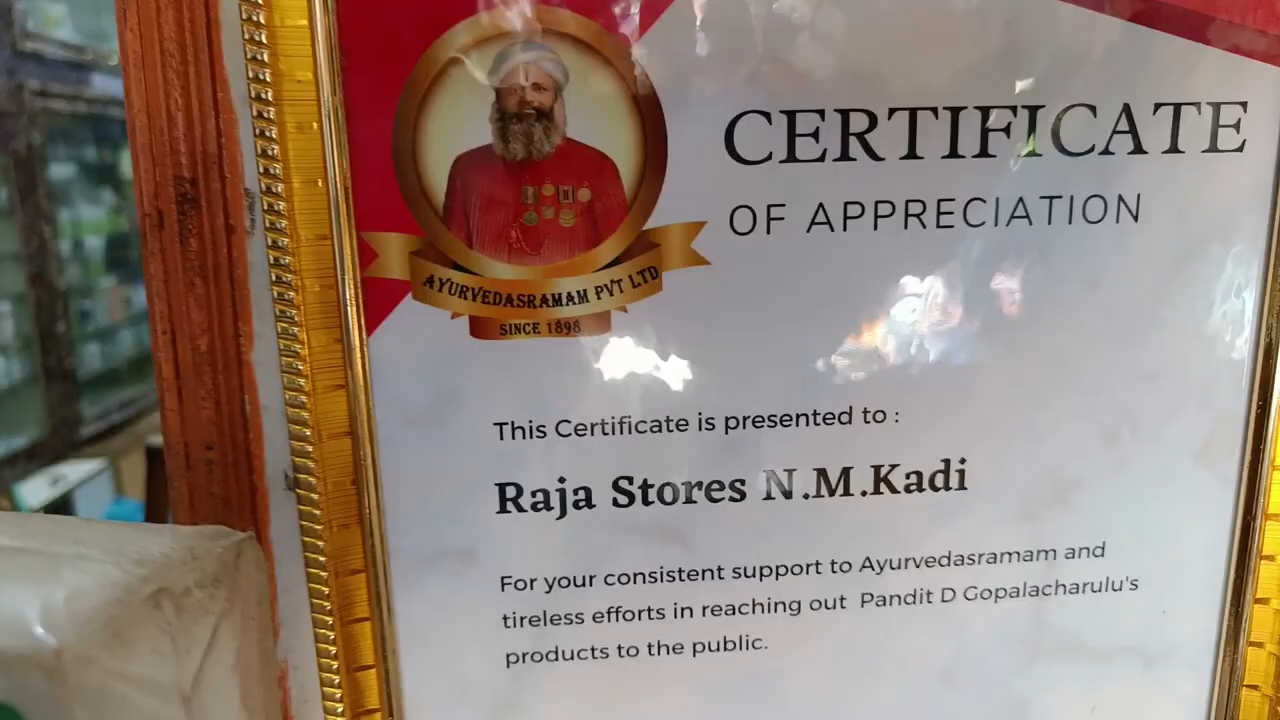 AYURVEDASRAMAM PVT LTD
SINCE 1898
CERTIFICATE
OF APPRECIATION
This Certificate is presented to :
Raja Stores N.M.Kadi
For your consistent support to Ayurvedasramam and
tireless efforts in reaching out Pandit D Gopalacharulu's
products to the public.